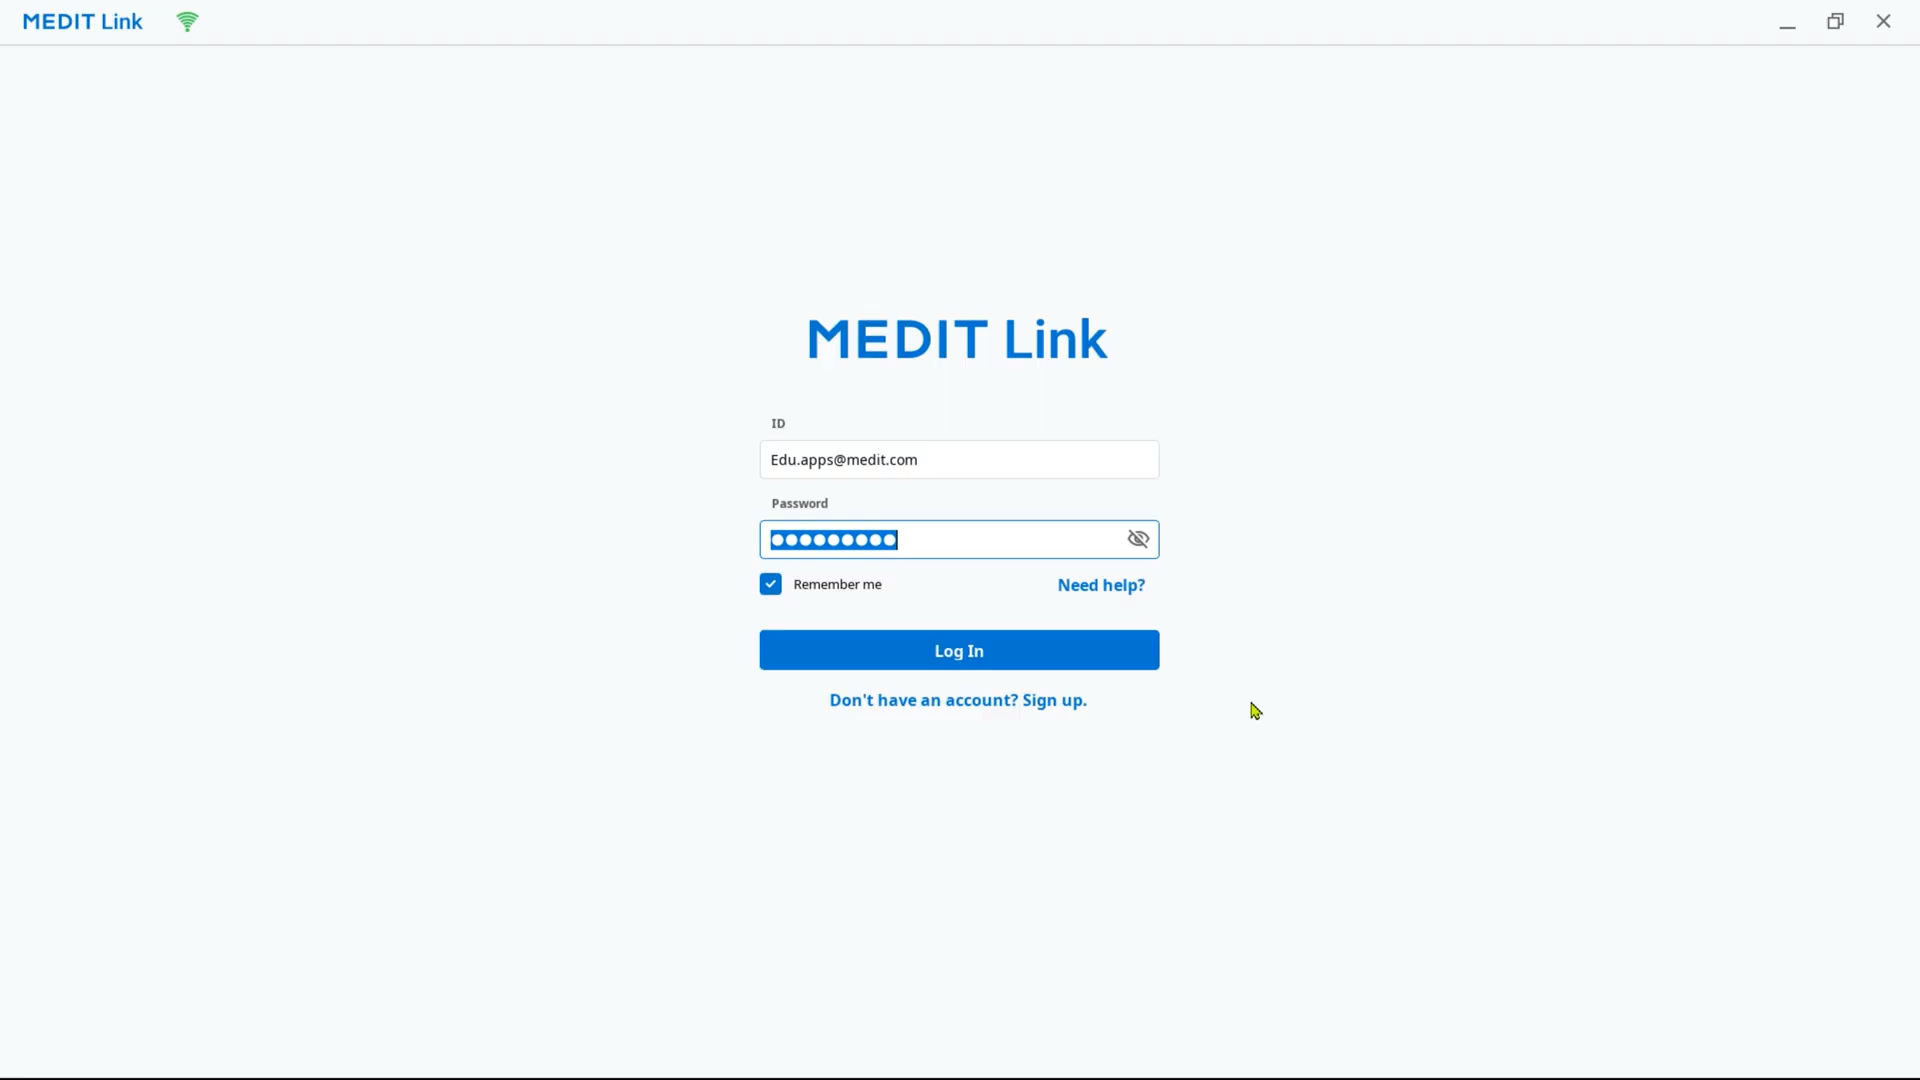 MEDIT Link
MEDIT Link
ID
Edu.apps@medit.com
Password
●●●●●●●●●
Remember me
Need help?
Log In
Don't have an account? Sign up.